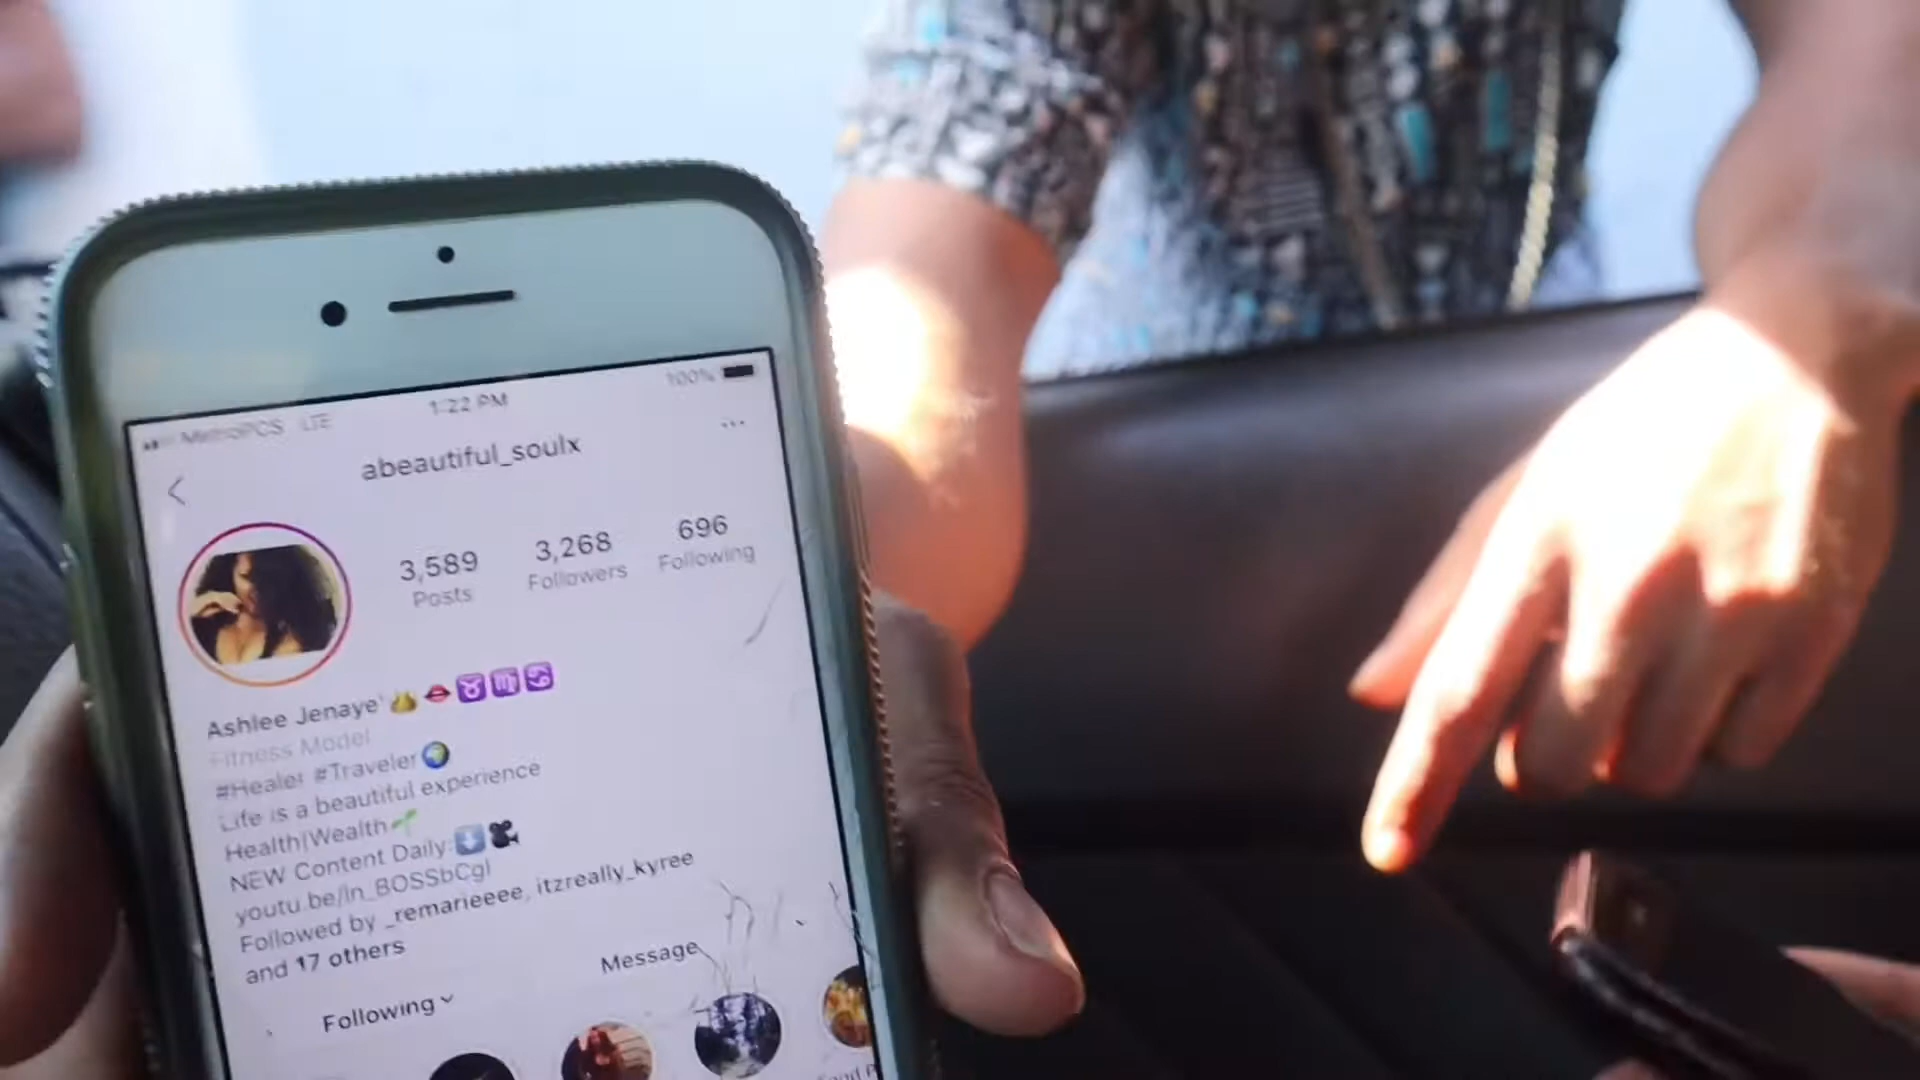 MetroPCS LTE 1:22 PM 100%
abeautiful_soulx
3,589 3,268 696
Posts Followers Following
Ashlee Jenaye' 👍🏼👄♉♍♋
Fitness Model
#Healer #Traveler🌍
Life is a beautiful experience
Health|Wealth🌱
NEW Content Daily:⬇️🎥
youtu.be/In_BOSSbCgI
Followed by _remarieeee, itzreally_kyree
and 17 others
Following Message